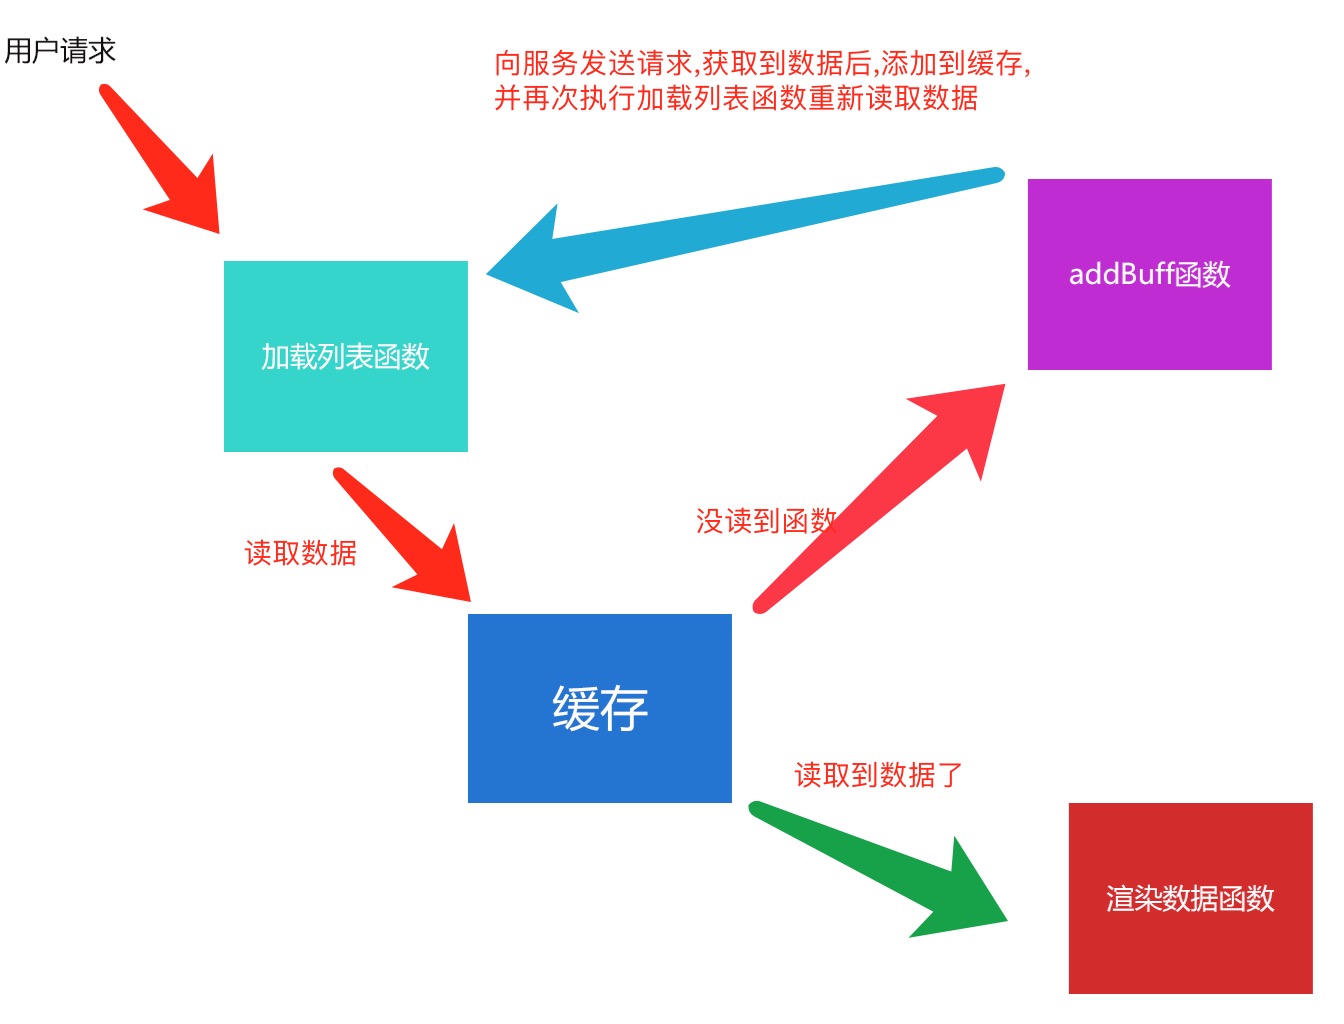 用户请求
向服务发送请求,获取到数据后,添加到缓存,
并再次执行加载列表函数重新读取数据
addBuff函数
加载列表函数
没读到函数
读取数据
缓存
读取到数据了
渲染数据函数